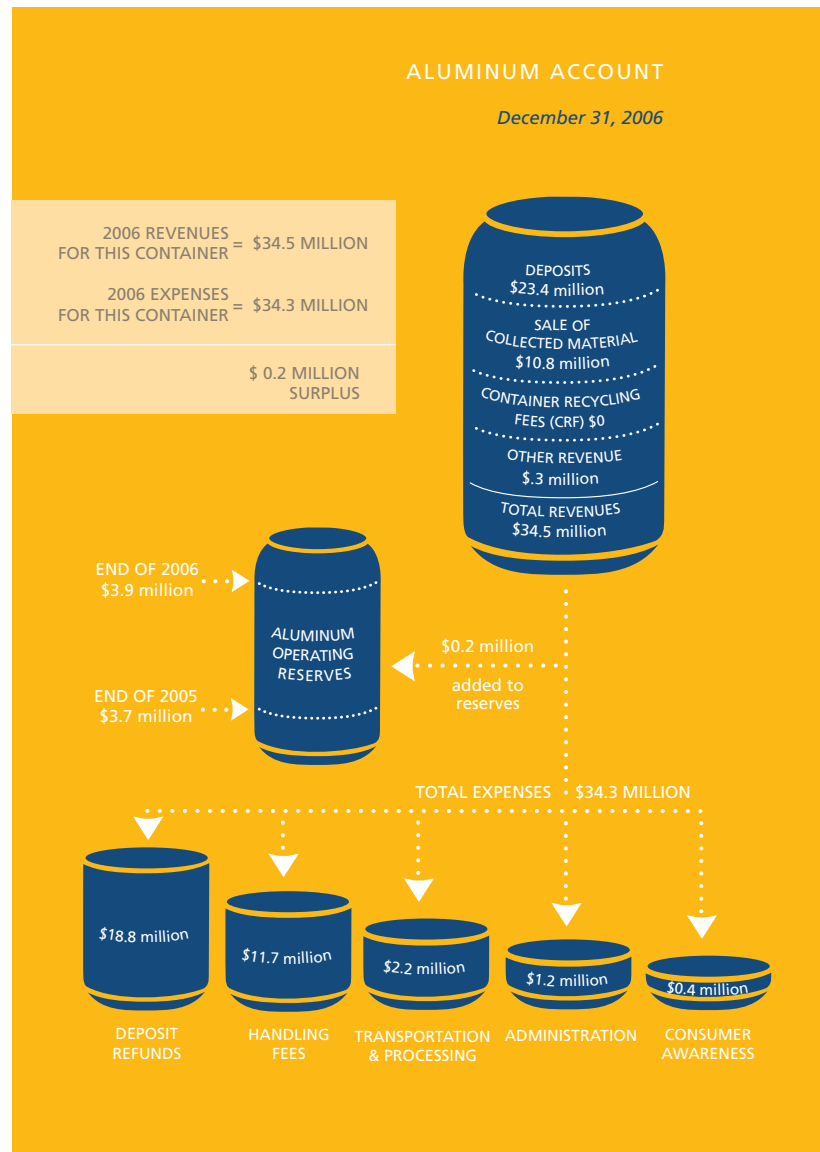 ALUMINUM ACCOUNT
December 31, 2006
2006 REVENUES
FOR THIS CONTAINER = $34.5 MILLION
2006 EXPENSES
FOR THIS CONTAINER = $34.3 MILLION
$ 0.2 MILLION
SURPLUS
DEPOSITS
$23.4 million
SALE OF
COLLECTED MATERIAL
$10.8 million
CONTAINER RECYCLING
FEES (CRF) $0
OTHER REVENUE
$.3 million
TOTAL REVENUES
$34.5 million
END OF 2006
$3.9 million
ALUMINUM
OPERATING
RESERVES
END OF 2005
$3.7 million
$0.2 million
added to
reserves
TOTAL EXPENSES $34.3 MILLION
$18.8 million
$11.7 million
$2.2 million
$1.2 million
$0.4 million
DEPOSIT
REFUNDS
HANDLING
FEES
TRANSPORTATION
& PROCESSING
ADMINISTRATION
CONSUMER
AWARENESS